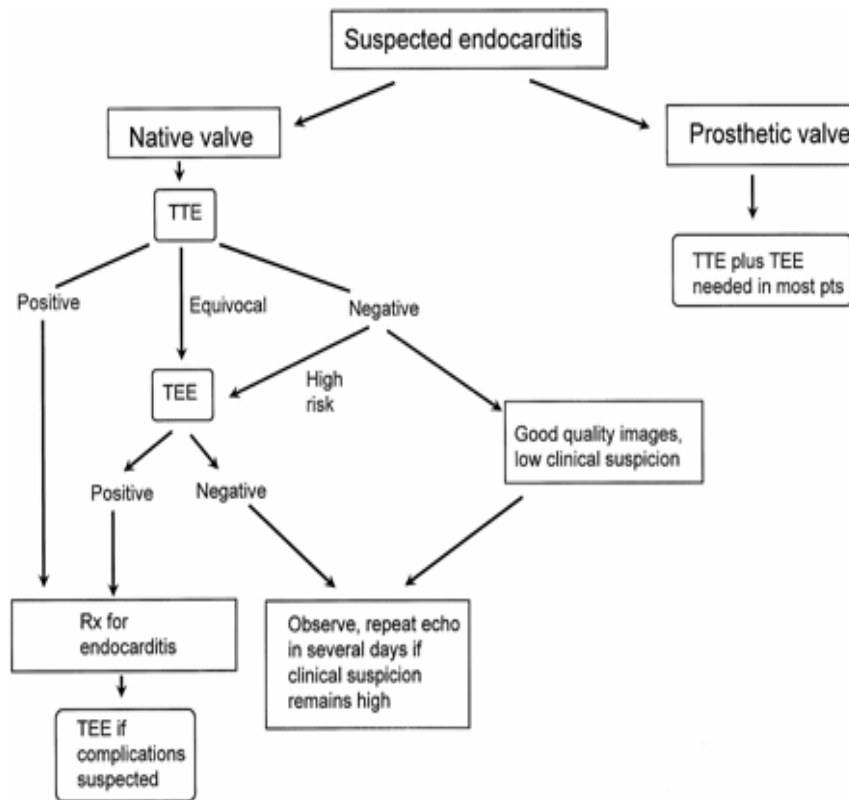 Suspected endocarditis
Native valve
Prosthetic valve
TTE
TTE plus TEE
needed in most pts
Positive
Equivocal
Negative
TEE
High
risk
Good quality images,
low clinical suspicion
Positive
Negative
Rx for
endocarditis
Observe, repeat echo
in several days if
clinical suspicion
remains high
TEE if
complications
suspected